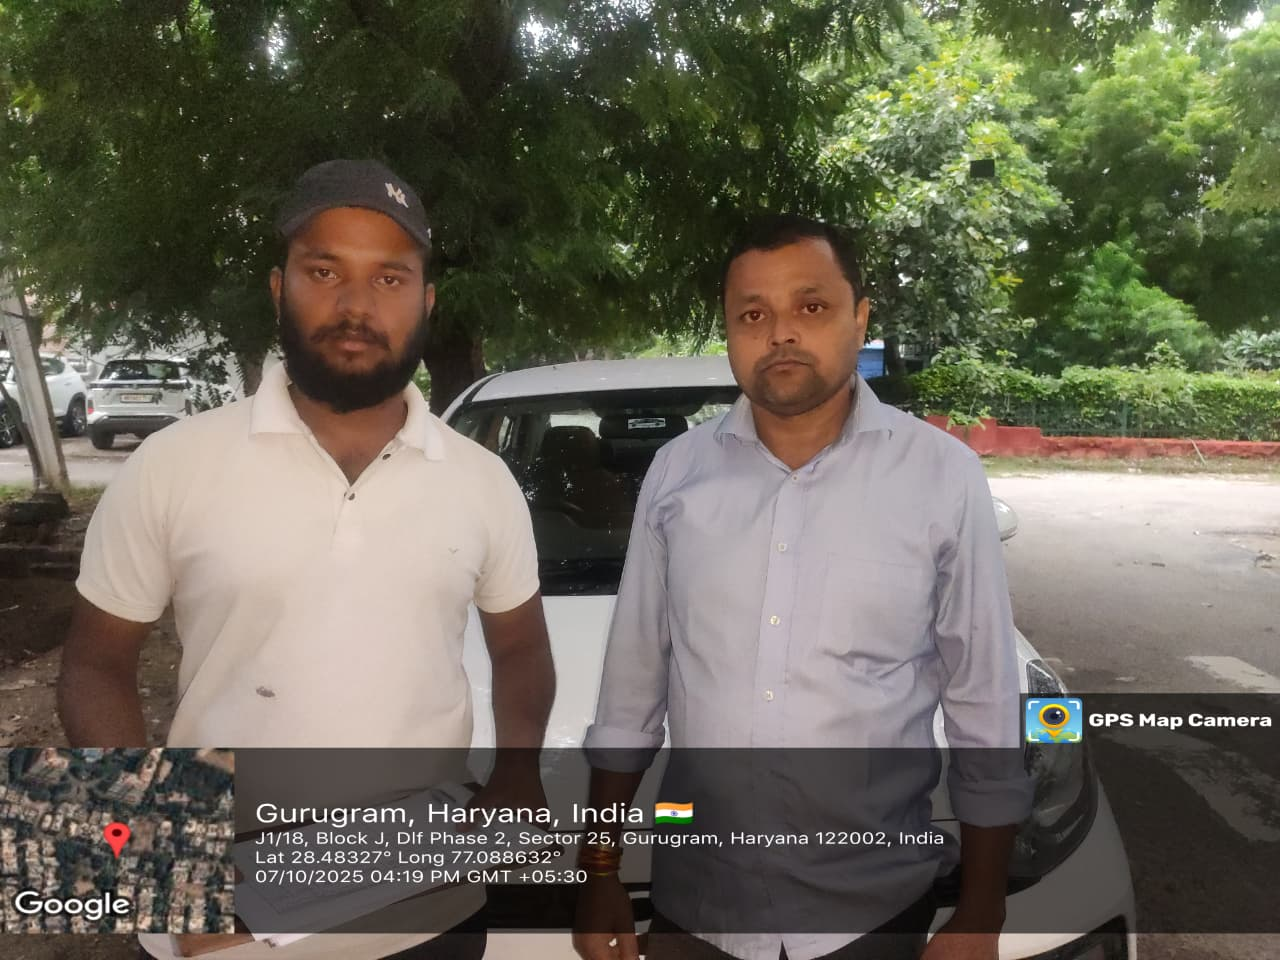 GPS Map Camera
Gurugram, Haryana, India 🇮🇳
J1/18, Block J, Dlf Phase 2, Sector 25, Gurugram, Haryana 122002, India
Lat 28.48327° Long 77.088632°
07/10/2025 04:19 PM GMT +05:30
Google